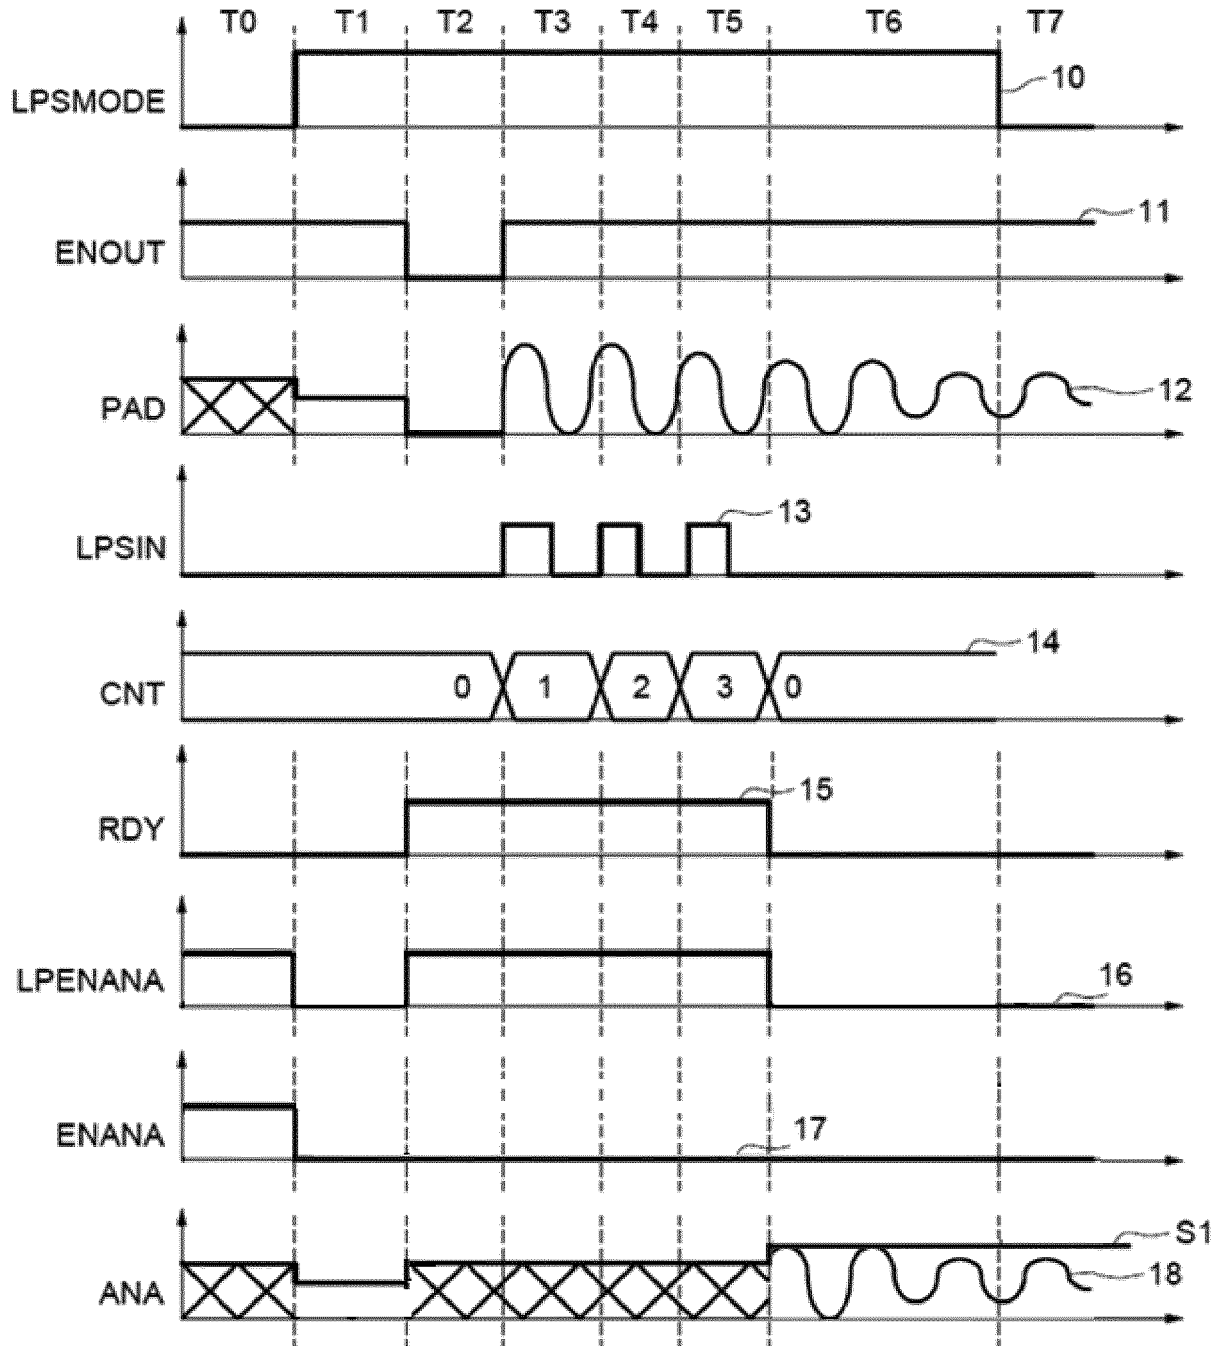 T0 T1 T2 T3 T4 T5 T6 T7
LPSMODE 10
ENOUT 11
PAD 12
LPSIN 13
CNT 0 1 2 3 0 14
RDY 15
LPENANA 16
ENANA 17
ANA S1
18